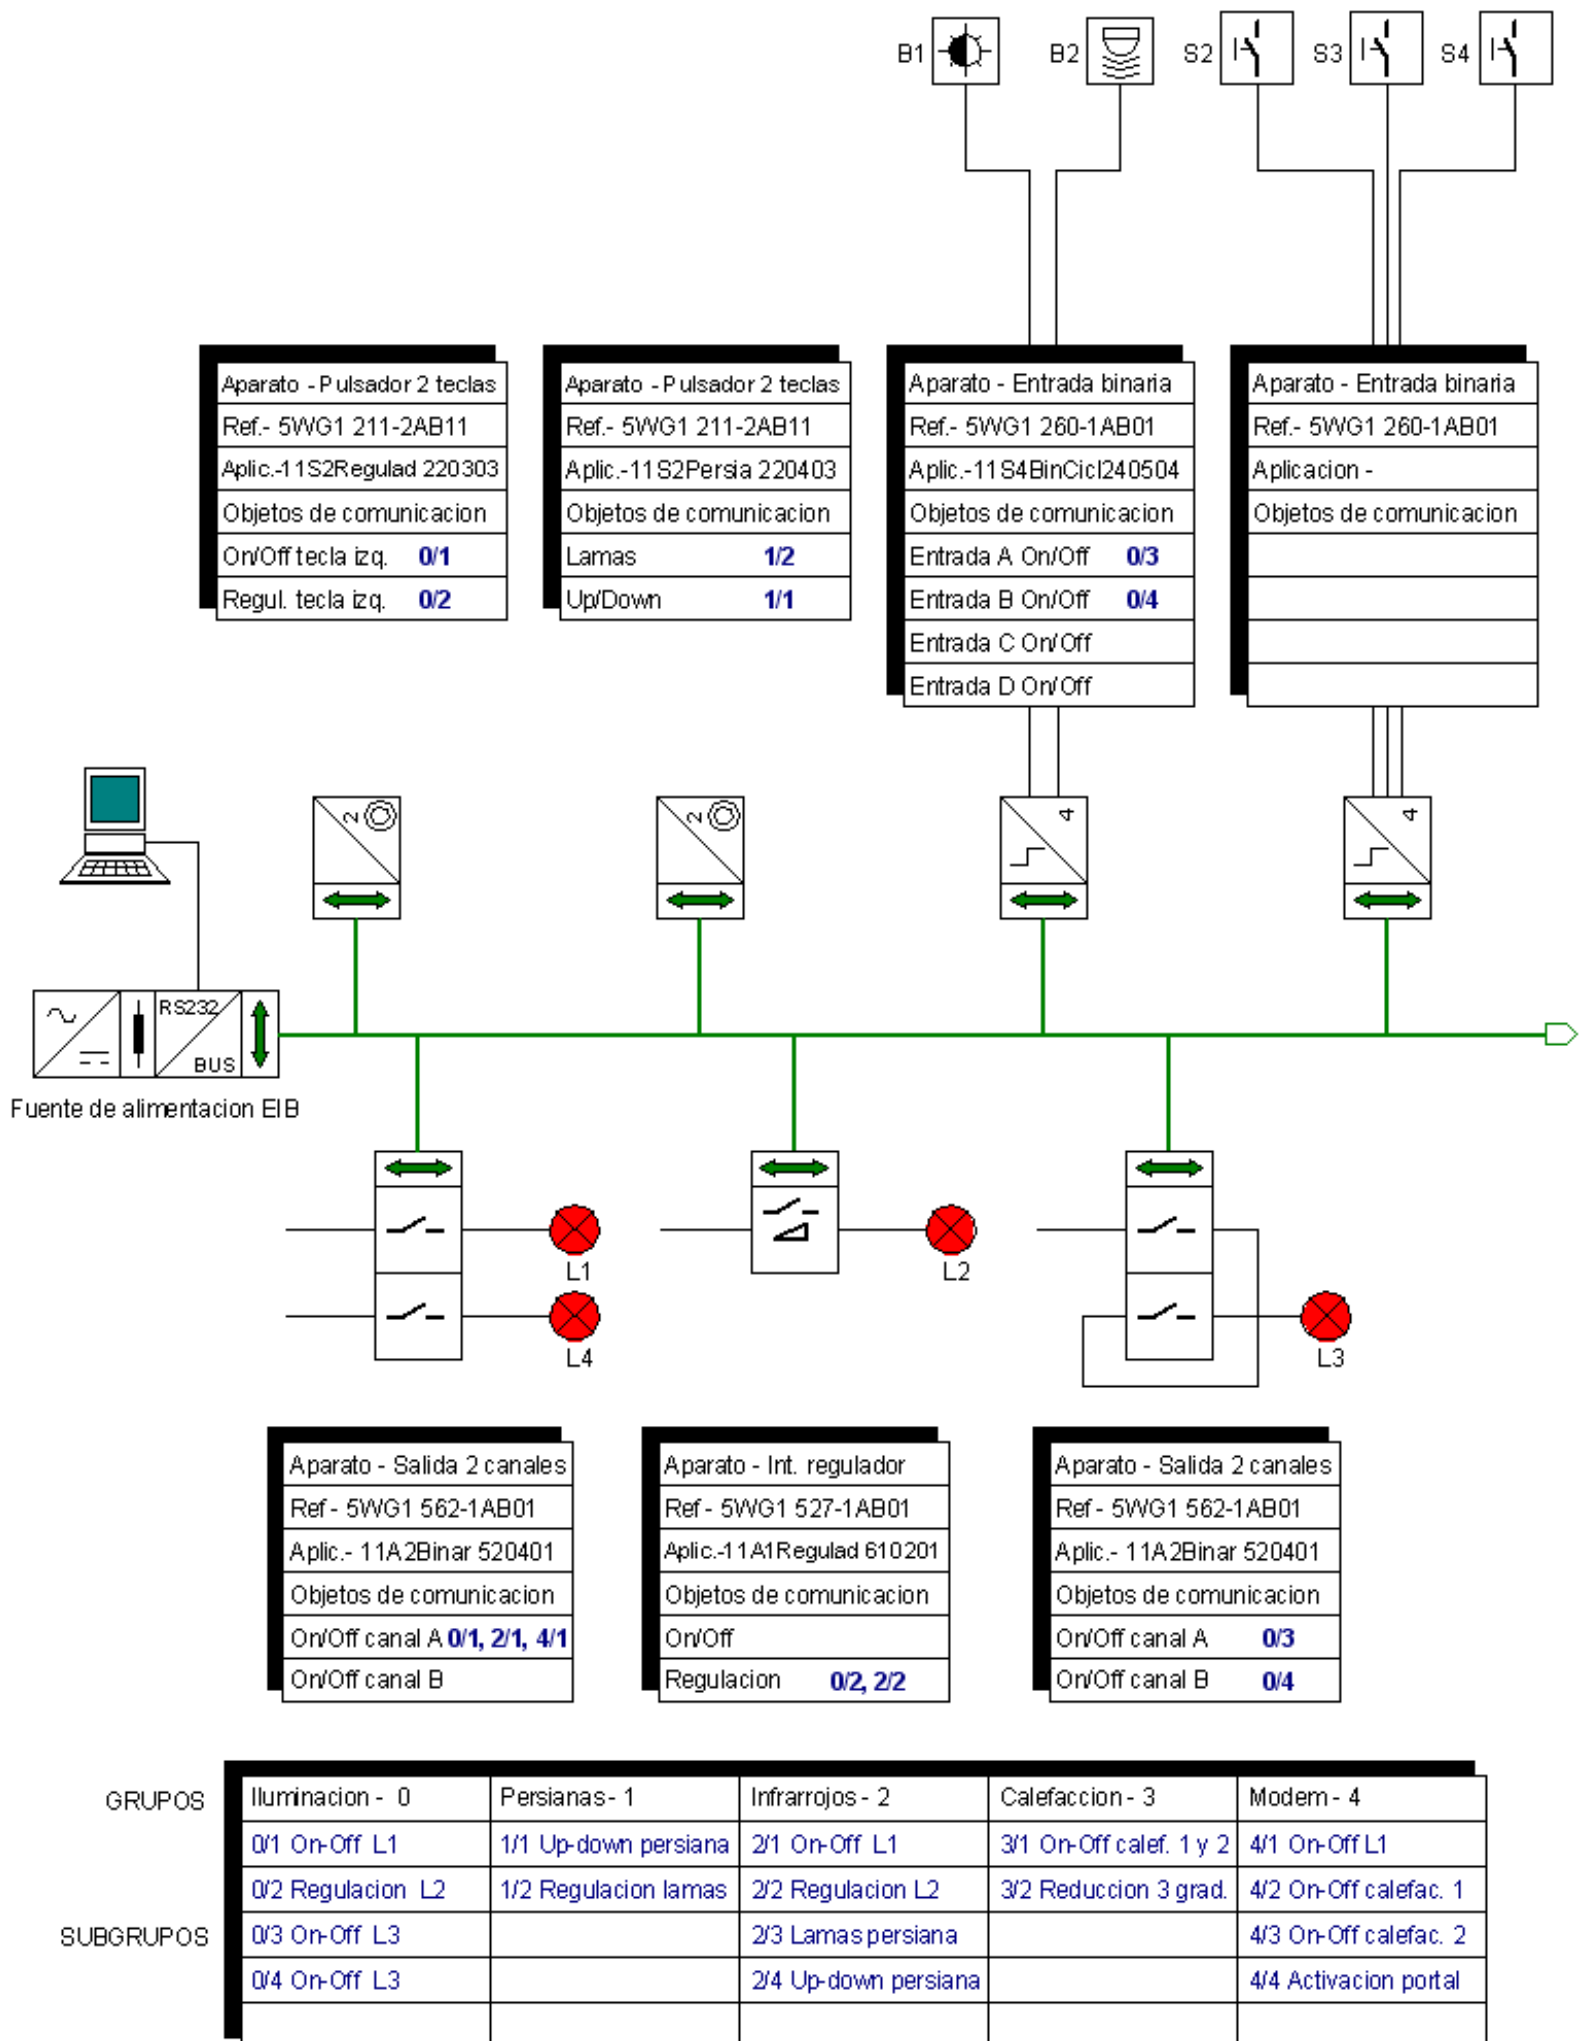 B1
B2
S2
S3
S4
Aparato - Pulsador 2 teclas
Ref.- 5WG1 211-2AB11
Aplic.-11S2Regulad 220303
Objetos de comunicacion
On/Off tecla izq. 0/1
Regul. tecla izq. 0/2
Aparato - Pulsador 2 teclas
Ref.- 5WG1 211-2AB11
Aplic.-11S2Persia 220403
Objetos de comunicacion
Lamas 1/2
Up/Down 1/1
Aparato - Entrada binaria
Ref.- 5WG1 260-1AB01
Aplic.-11S4BinCicl240504
Objetos de comunicacion
Entrada A On/Off 0/3
Entrada B On/Off 0/4
Entrada C On/Off
Entrada D On/Off
Aparato - Entrada binaria
Ref.- 5WG1 260-1AB01
Aplicacion -
Objetos de comunicacion
2
2
4
4
RS232
BUS
Fuente de alimentacion EIB
L1
L4
L2
L3
Aparato - Salida 2 canales
Ref - 5WG1 562-1AB01
Aplic.- 11A2Binar 520401
Objetos de comunicacion
On/Off canal A 0/1, 2/1, 4/1
On/Off canal B
Aparato - Int. regulador
Ref - 5WG1 527-1AB01
Aplic.-11A1Regulad 610201
Objetos de comunicacion
On/Off
Regulacion 0/2, 2/2
Aparato - Salida 2 canales
Ref - 5WG1 562-1AB01
Aplic.- 11A2Binar 520401
Objetos de comunicacion
On/Off canal A 0/3
On/Off canal B 0/4
GRUPOS Iluminacion - 0 Persianas - 1 Infrarrojos - 2 Calefaccion - 3 Modem - 4
0/1 On-Off L1 1/1 Up-down persiana 2/1 On-Off L1 3/1 On-Off calef. 1 y 2 4/1 On-Off L1
0/2 Regulacion L2 1/2 Regulacion lamas 2/2 Regulacion L2 3/2 Reduccion 3 grad. 4/2 On-Off calefac. 1
SUBGRUPOS 0/3 On-Off L3 2/3 Lamas persiana 4/3 On-Off calefac. 2
0/4 On-Off L3 2/4 Up-down persiana 4/4 Activacion portal